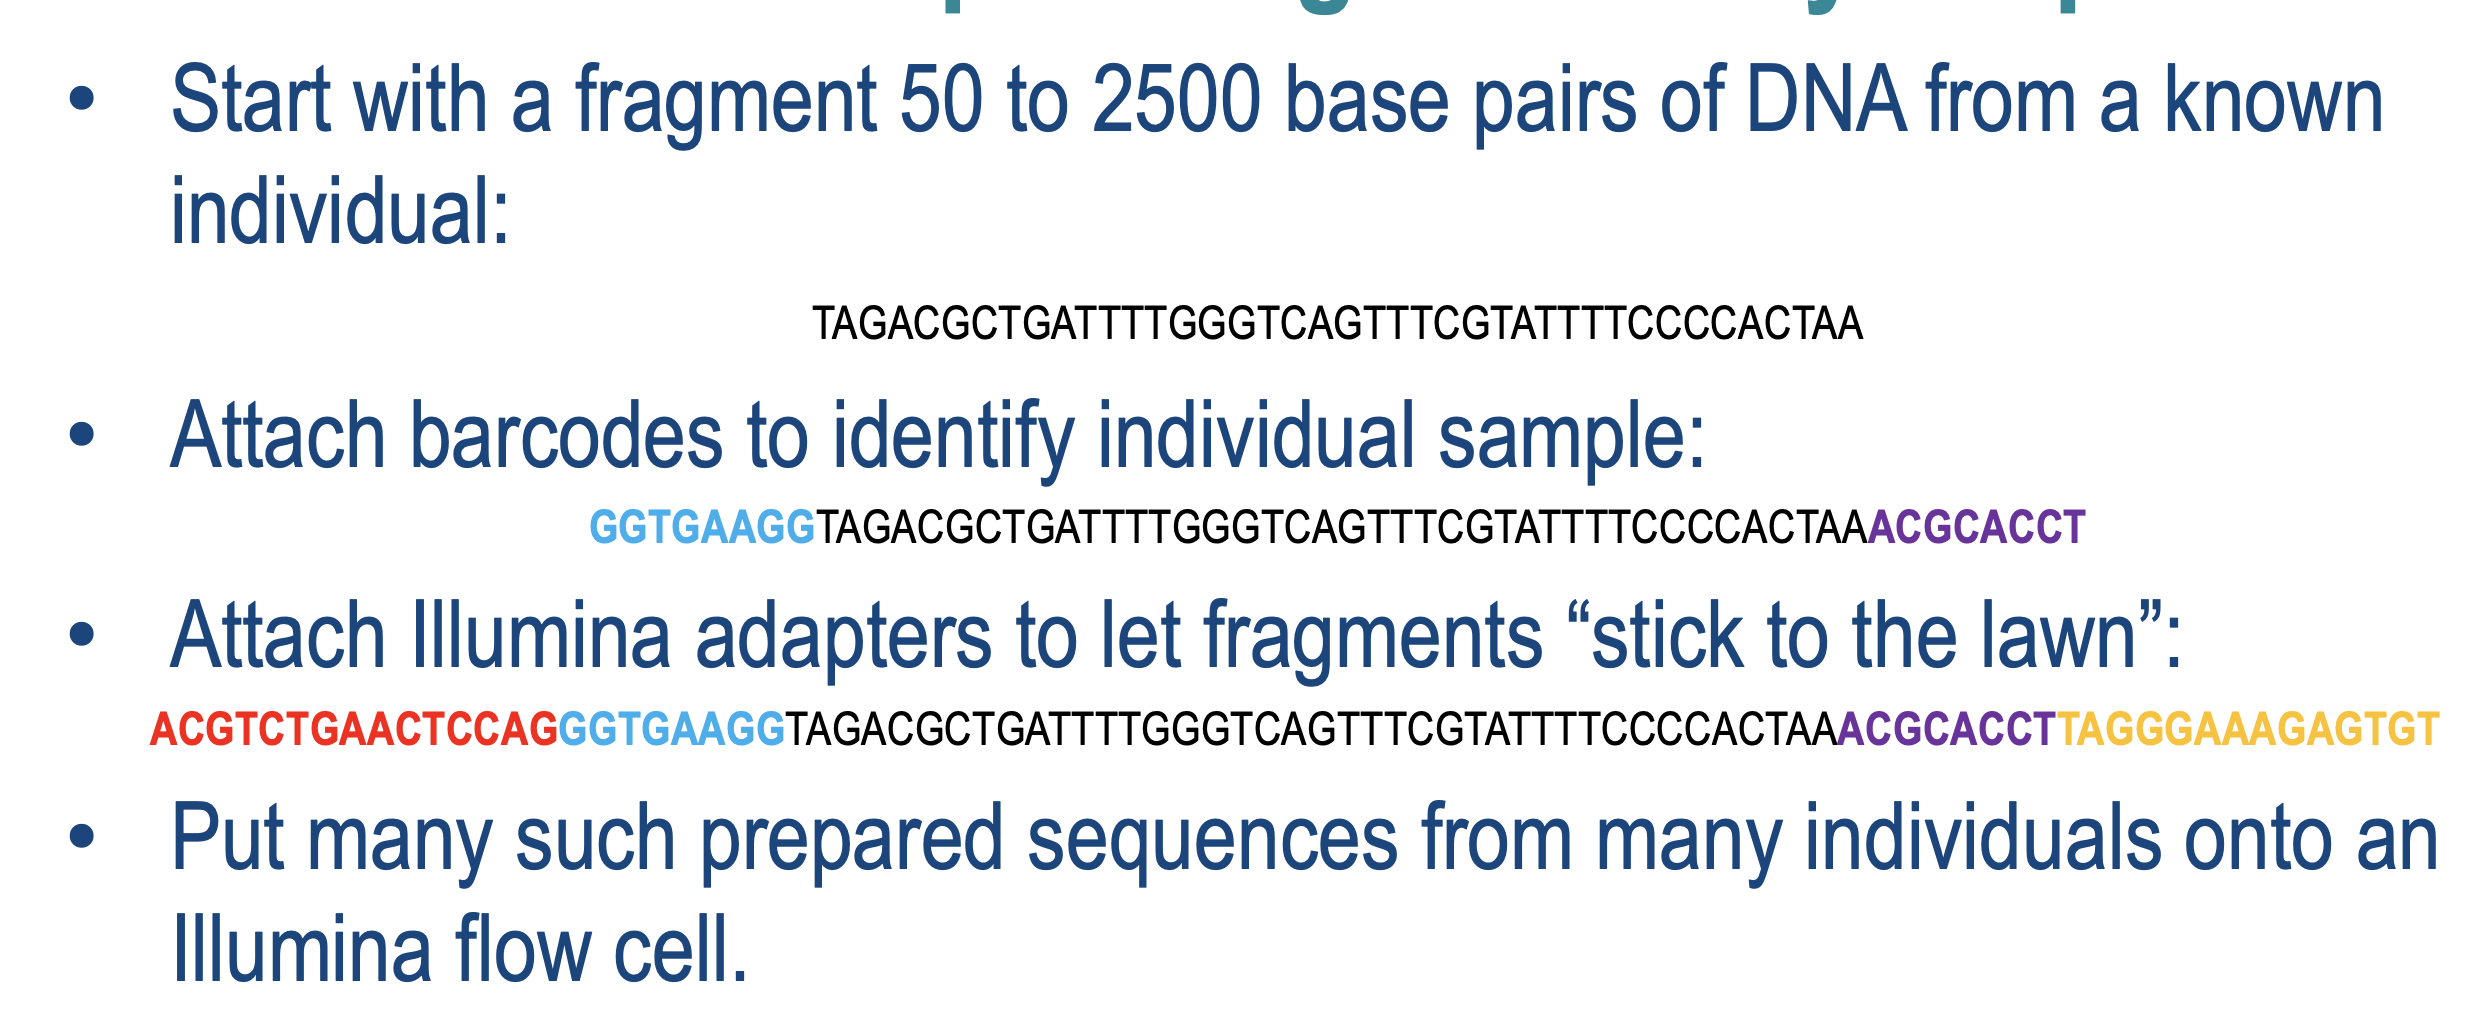 • Start with a fragment 50 to 2500 base pairs of DNA from a known
individual:
TAGACGCTGATTTTGGGTCAGTTTCGTATTTTCCCCACTAA
• Attach barcodes to identify individual sample:
GGTGAAGGTAGACGCTGATTTTGGGTCAGTTTCGTATTTTCCCCACTAAACGCACCT
• Attach Illumina adapters to let fragments “stick to the lawn”:
ACGTCTGAACTCCAGGGTGAAGGTAGACGCTGATTTTGGGTCAGTTTCGTATTTTCCCCACTAAACGCACCTTAGGGAAAGAGTGT
• Put many such prepared sequences from many individuals onto an
Illumina flow cell.